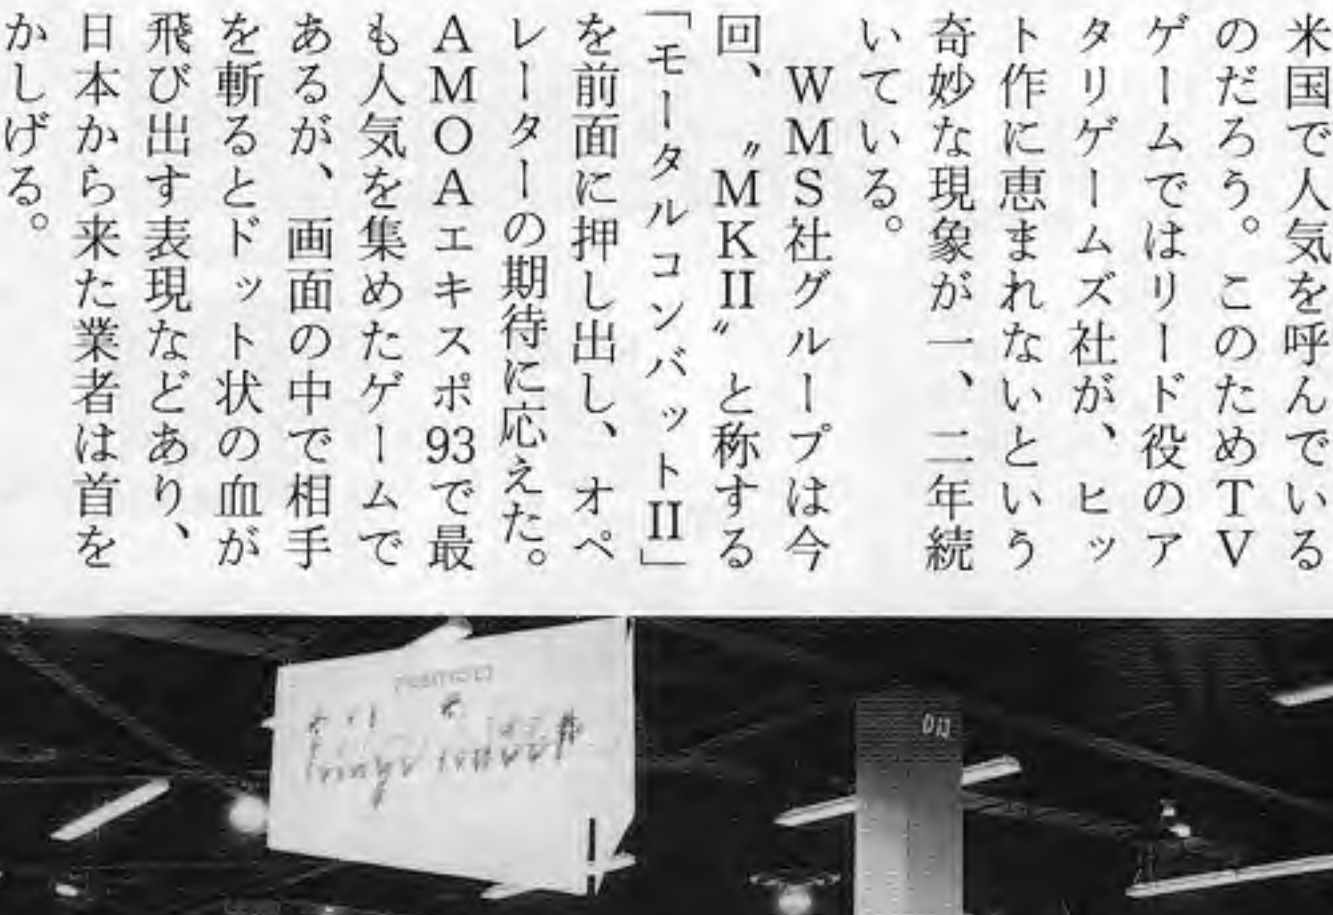 米国で人気を呼んでいる
のだろう。このためTV
ゲームではリード役のア
タリゲームズ社が、ヒッ
ト作に恵まれないという
奇妙な現象が一、二年続
いている。
WMS社グループは今
回、〝MKII〟と称する
「モータルコンバットII」
を前面に押し出し、オペ
レーターの期待に応えた。
AMOAエキスポ93で最
も人気を集めたゲームで
あるが、画面の中で相手
を斬るとドット状の血が
飛び出す表現などあり、
日本から来た業者は首を
かしげる。
namco